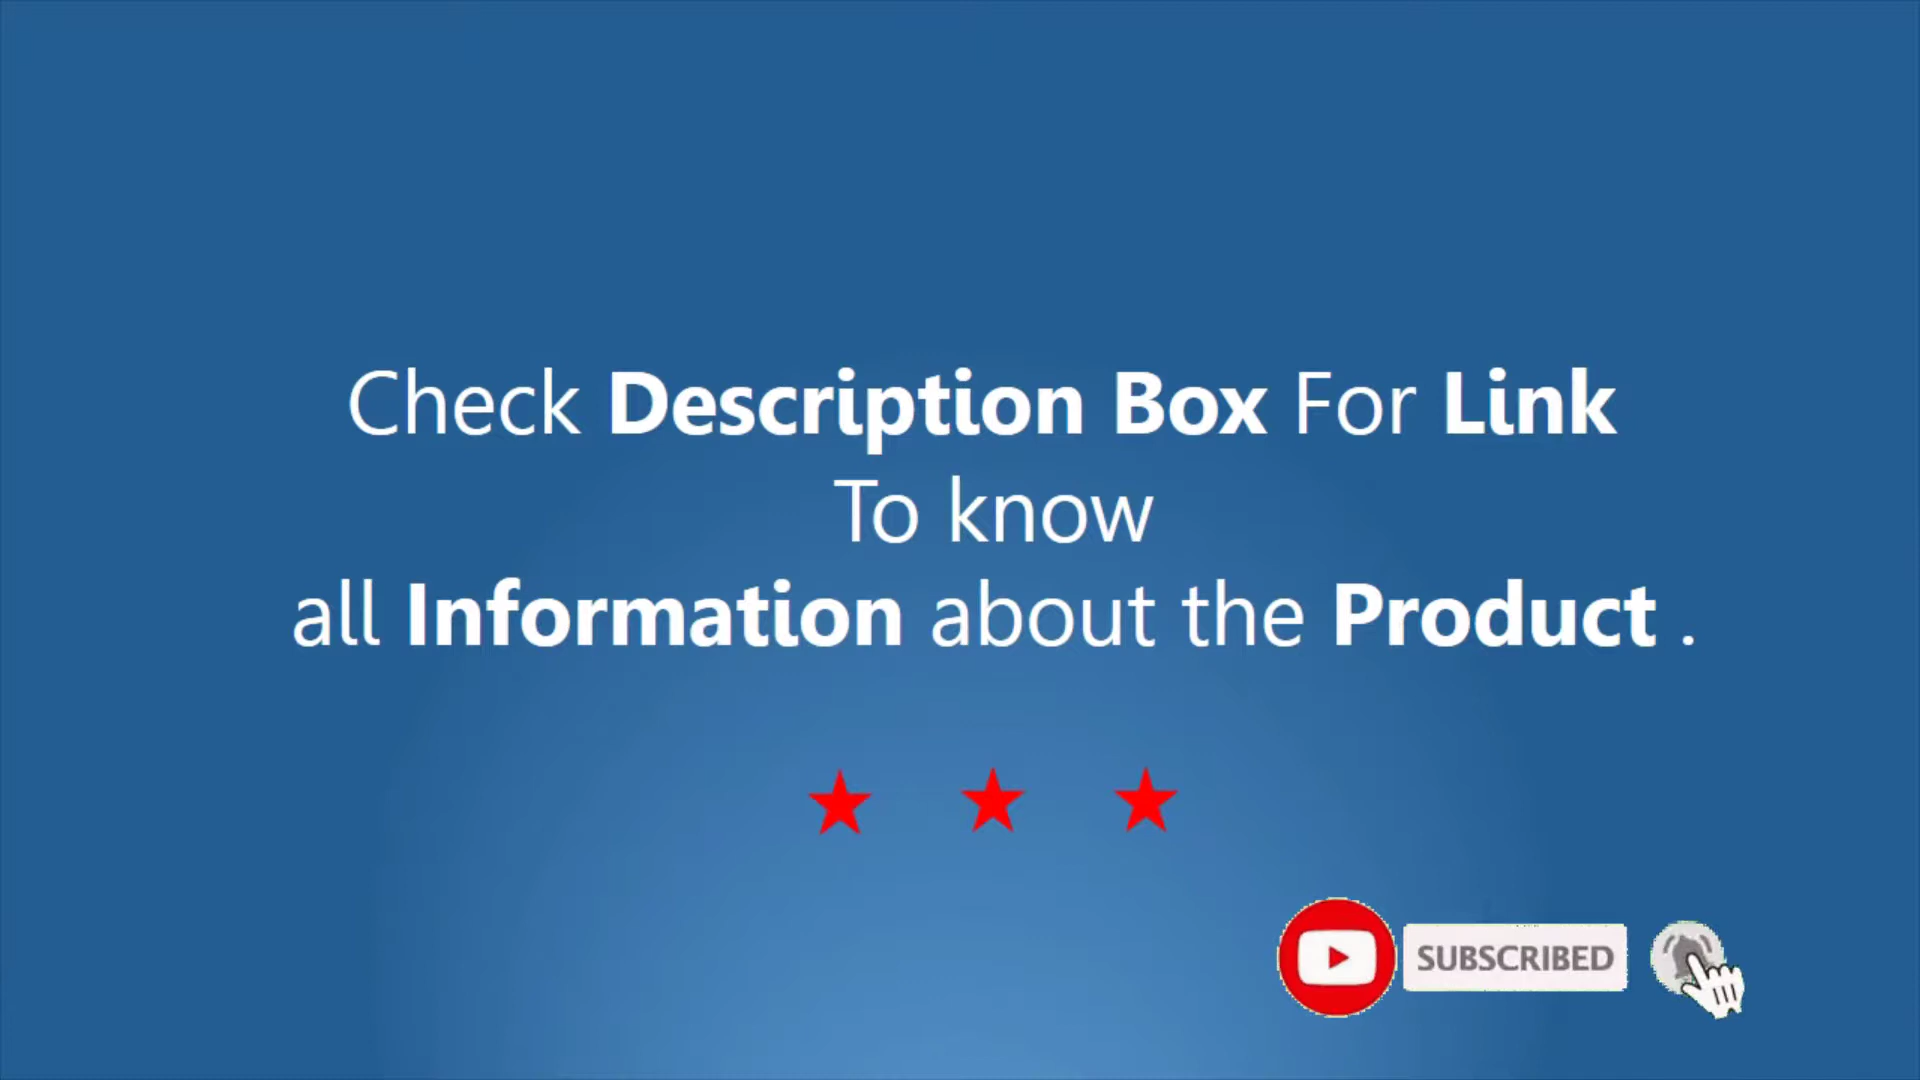 Check Description Box For Link
To know
all Information about the Product .
SUBSCRIBED